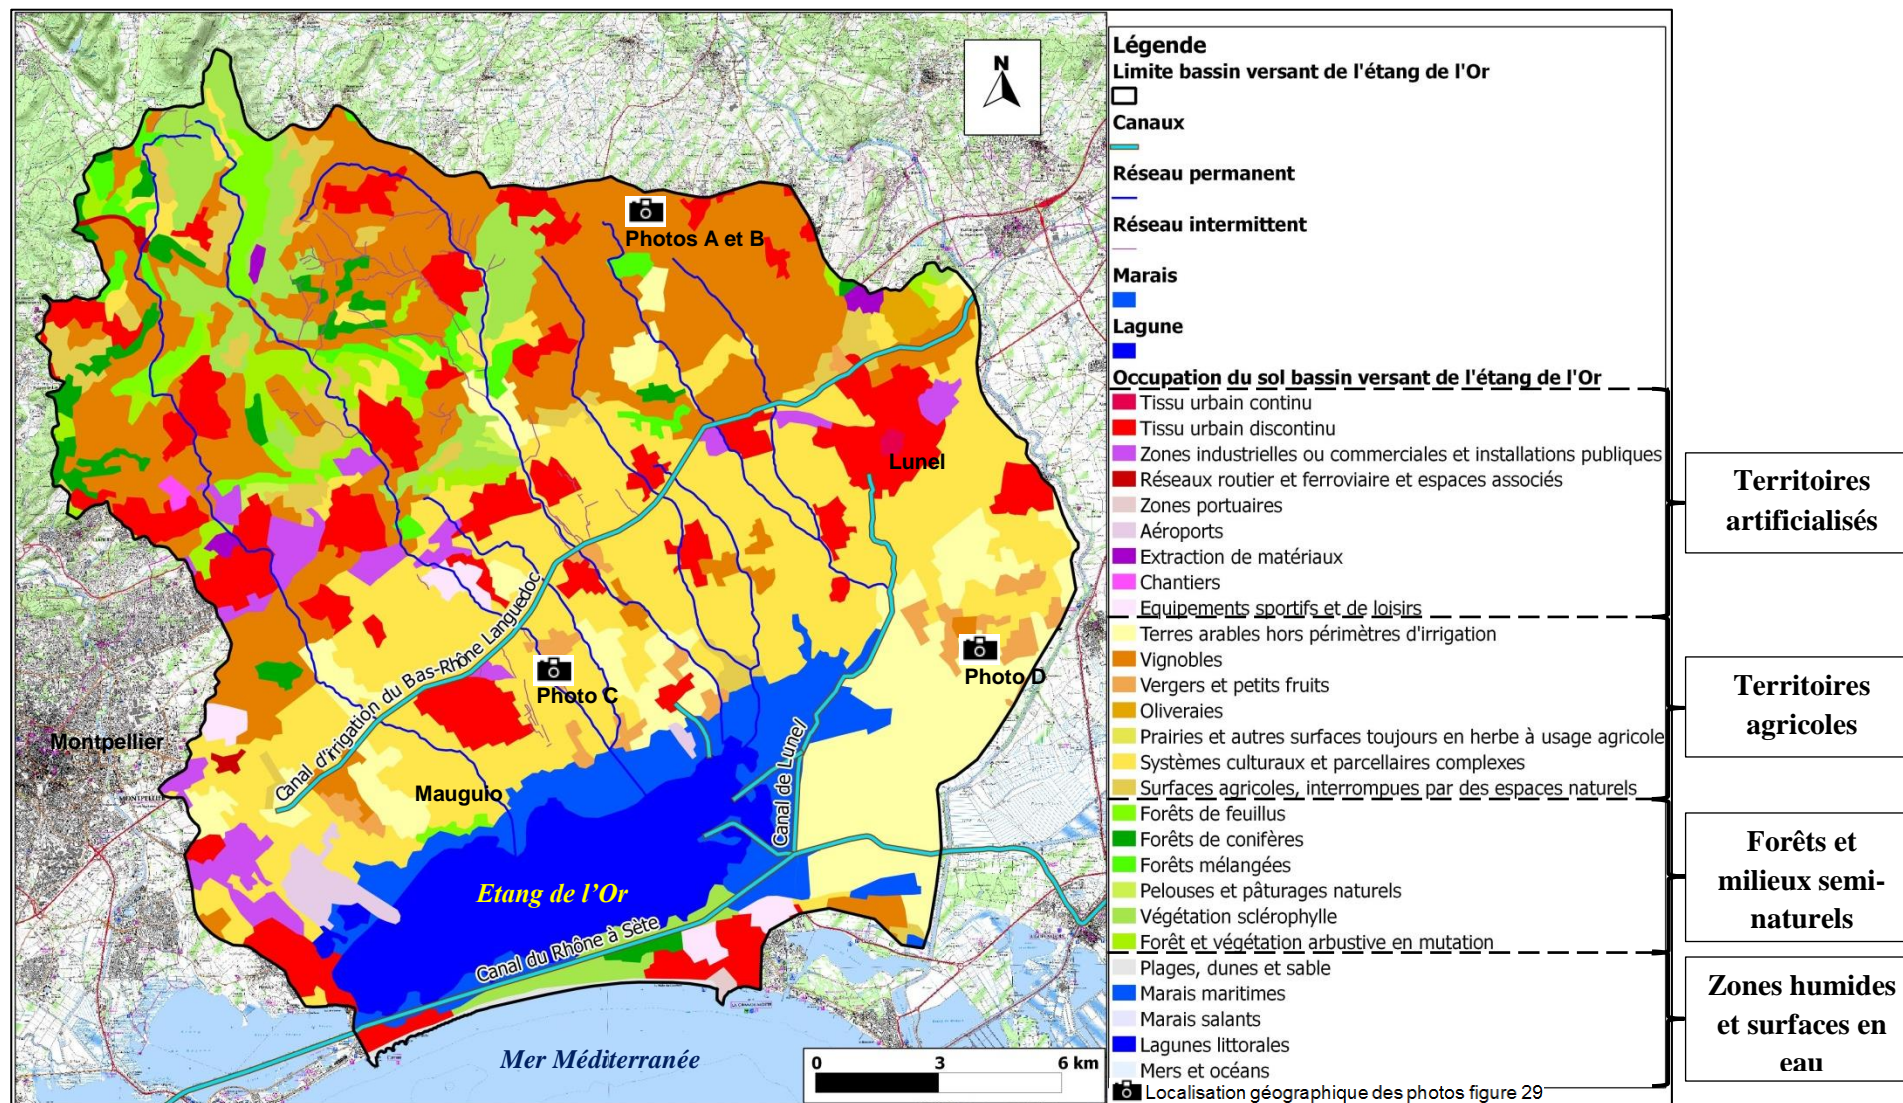 N
Photos A et B
Lunel
Canal d'irrigation du Bas-Rhône Languedoc
Photo C
Photo D
Montpellier
MONTPELLIER
Mauguio
Canal de Lunel
Etang de l'Or
Canal du Rhône à Sète
Mer Méditerranée
0 3 6 km
Légende
Limite bassin versant de l'étang de l'Or
Canaux
Réseau permanent
Réseau intermittent
Marais
Lagune
Occupation du sol bassin versant de l'étang de l'Or
Tissu urbain continu
Tissu urbain discontinu
Zones industrielles ou commerciales et installations publiques
Réseaux routier et ferroviaire et espaces associés
Zones portuaires
Aéroports
Extraction de matériaux
Chantiers
Equipements sportifs et de loisirs
Terres arables hors périmètres d'irrigation
Vignobles
Vergers et petits fruits
Oliveraies
Prairies et autres surfaces toujours en herbe à usage agricole
Systèmes culturaux et parcellaires complexes
Surfaces agricoles, interrompues par des espaces naturels
Forêts de feuillus
Forêts de conifères
Forêts mélangées
Pelouses et pâturages naturels
Végétation sclérophylle
Forêt et végétation arbustive en mutation
Plages, dunes et sable
Marais maritimes
Marais salants
Lagunes littorales
Mers et océans
Localisation géographique des photos figure 29
Territoires
artificialisés
Territoires
agricoles
Forêts et
milieux semi-
naturels
Zones humides
et surfaces en
eau